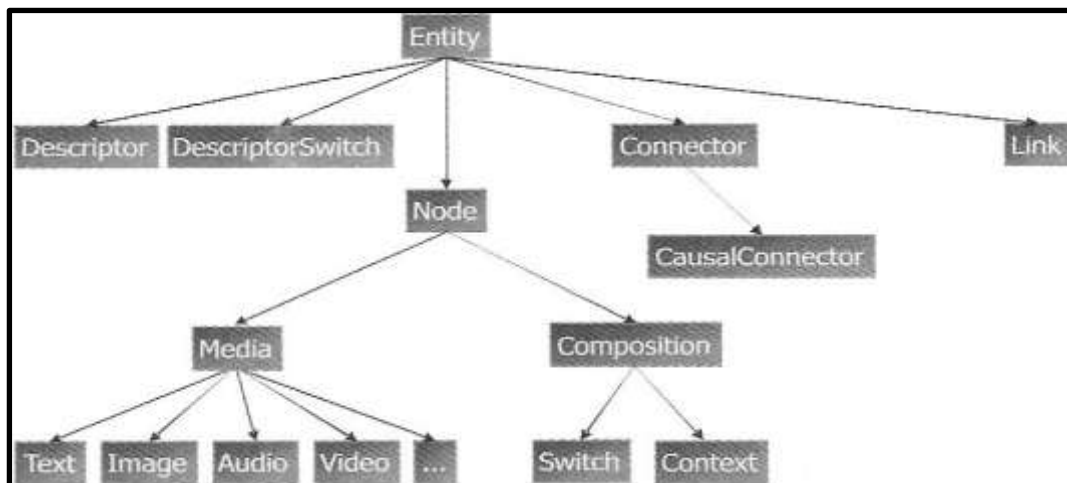 Entity
Descriptor DescriptorSwitch Connector Link
Node
CausalConnector
Media Composition
Text Image Audio Video ... Switch Context